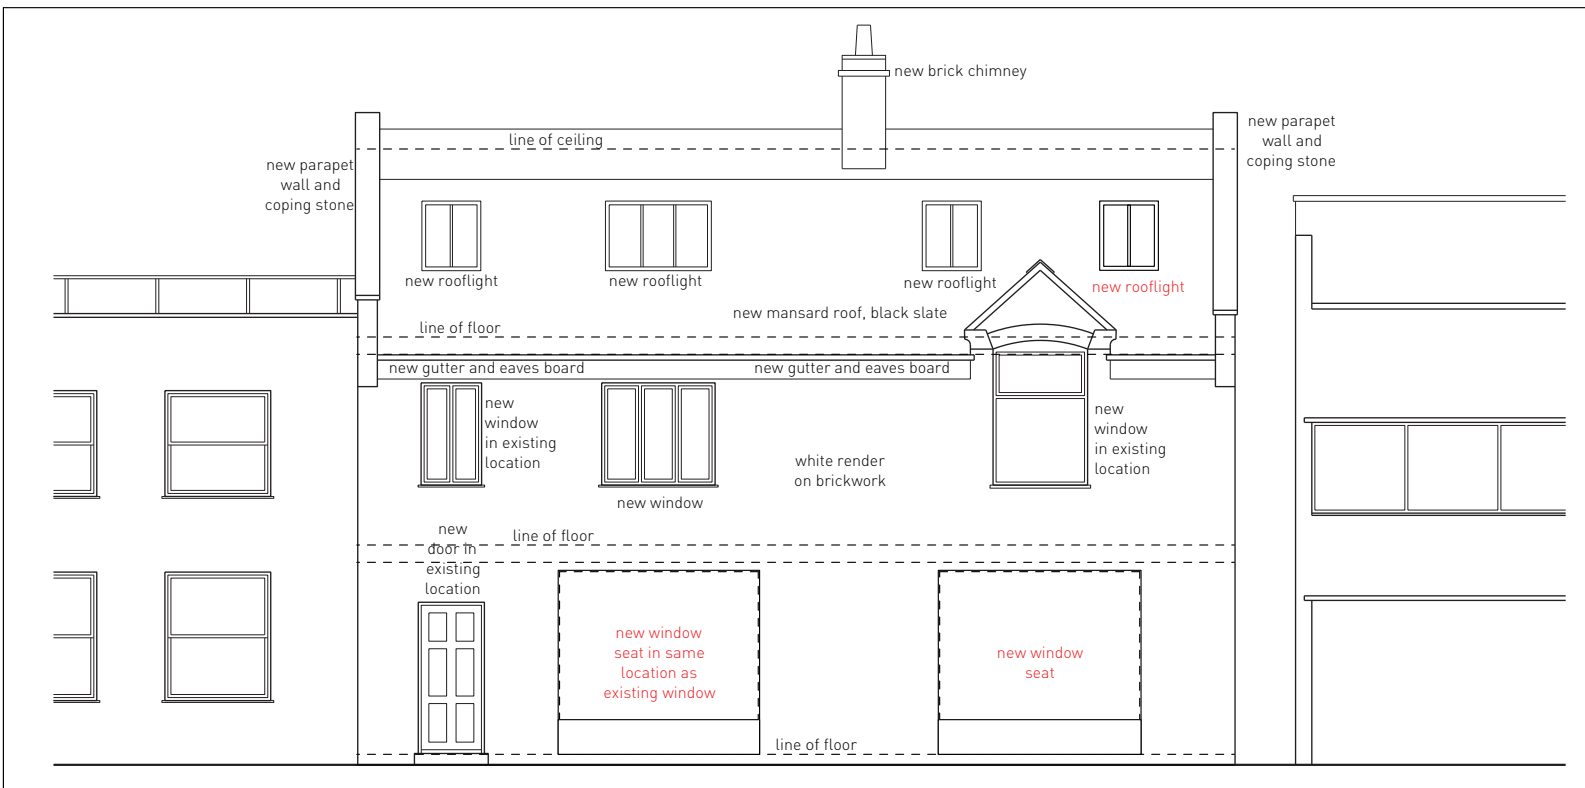 new brick chimney
new parapet
wall and
coping stone
line of ceiling
new parapet
wall and
coping stone
new rooflight
new rooflight
new rooflight
new rooflight
new mansard roof, black slate
line of floor
new gutter and eaves board
new gutter and eaves board
new
window
in existing
location
new
window
in existing
location
white render
on brickwork
new window
new
door in
existing
location
line of floor
new window
seat in same
location as
existing window
new window
seat
line of floor